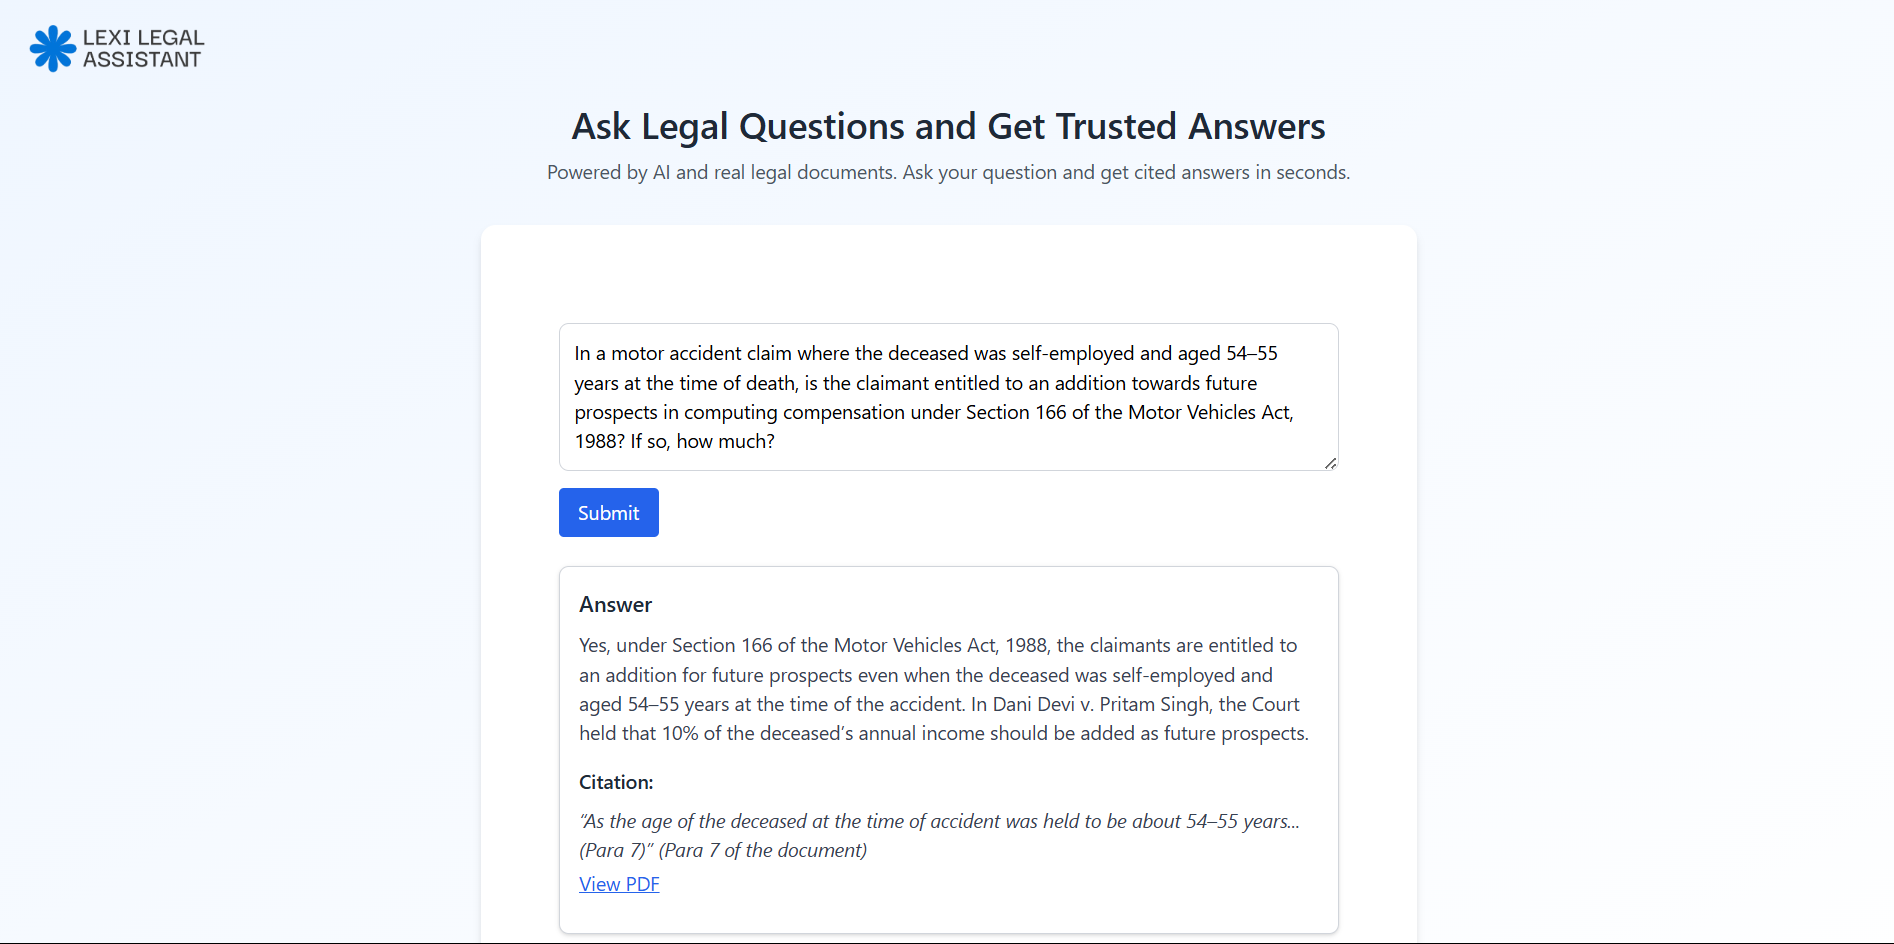 LEXI LEGAL
ASSISTANT
Ask Legal Questions and Get Trusted Answers
Powered by AI and real legal documents. Ask your question and get cited answers in seconds.
In a motor accident claim where the deceased was self-employed and aged 54–55
years at the time of death, is the claimant entitled to an addition towards future
prospects in computing compensation under Section 166 of the Motor Vehicles Act,
1988? If so, how much?
Submit
Answer
Yes, under Section 166 of the Motor Vehicles Act, 1988, the claimants are entitled to
an addition for future prospects even when the deceased was self-employed and
aged 54–55 years at the time of the accident. In Dani Devi v. Pritam Singh, the Court
held that 10% of the deceased’s annual income should be added as future prospects.
Citation:
“As the age of the deceased at the time of accident was held to be about 54–55 years...
(Para 7)” (Para 7 of the document)
View PDF